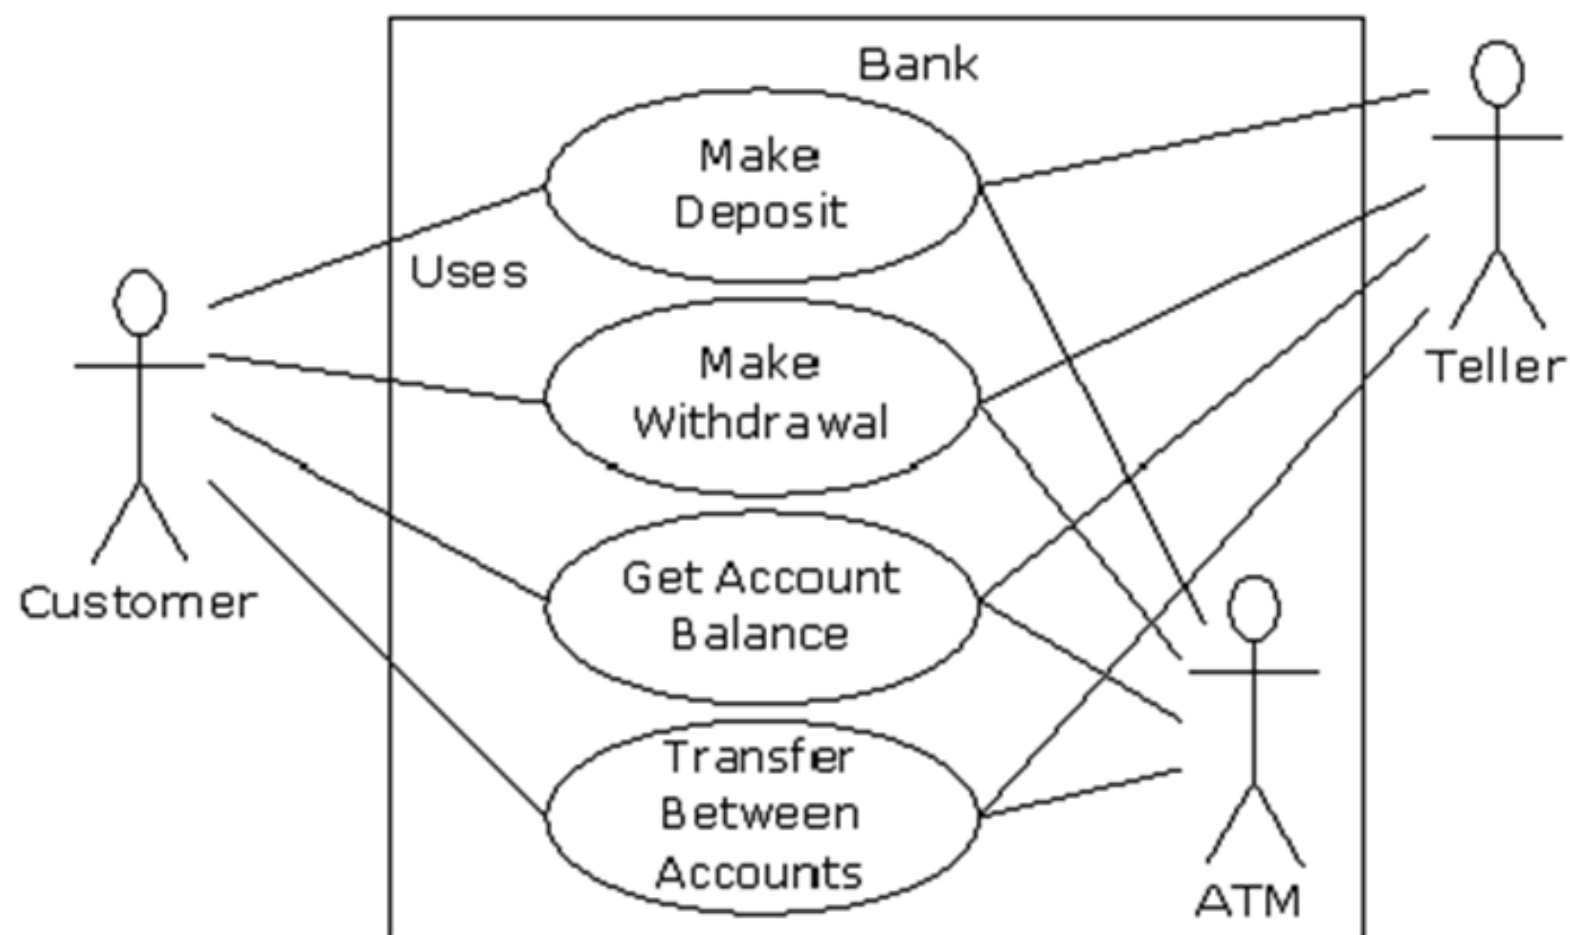 Bank
Make
Deposit
Uses
Make
Withdrawal
Teller
Get Account
Balance
Customer
Transfer
Between
Accounts
ATM